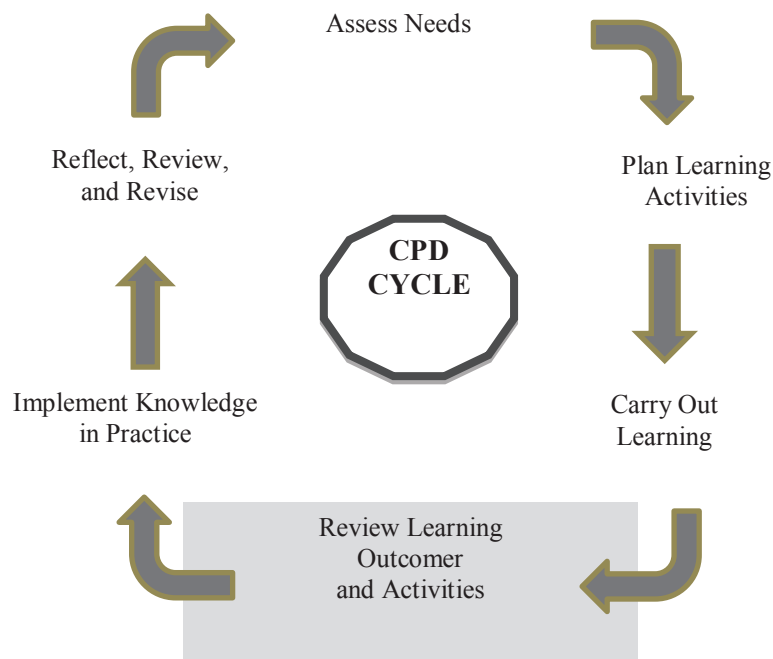 Assess Needs
Plan Learning
Activities
Carry Out
Learning
Review Learning
Outcomer
and Activities
Implement Knowledge
in Practice
Reflect, Review,
and Revise
CPD
CYCLE